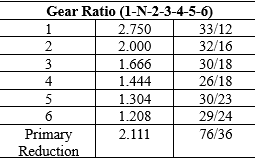 Gear Ratio (1-N-2-3-4-5-6)
1 2.750 33/12
2 2.000 32/16
3 1.666 30/18
4 1.444 26/18
5 1.304 30/23
6 1.208 29/24
Primary 2.111 76/36
Reduction